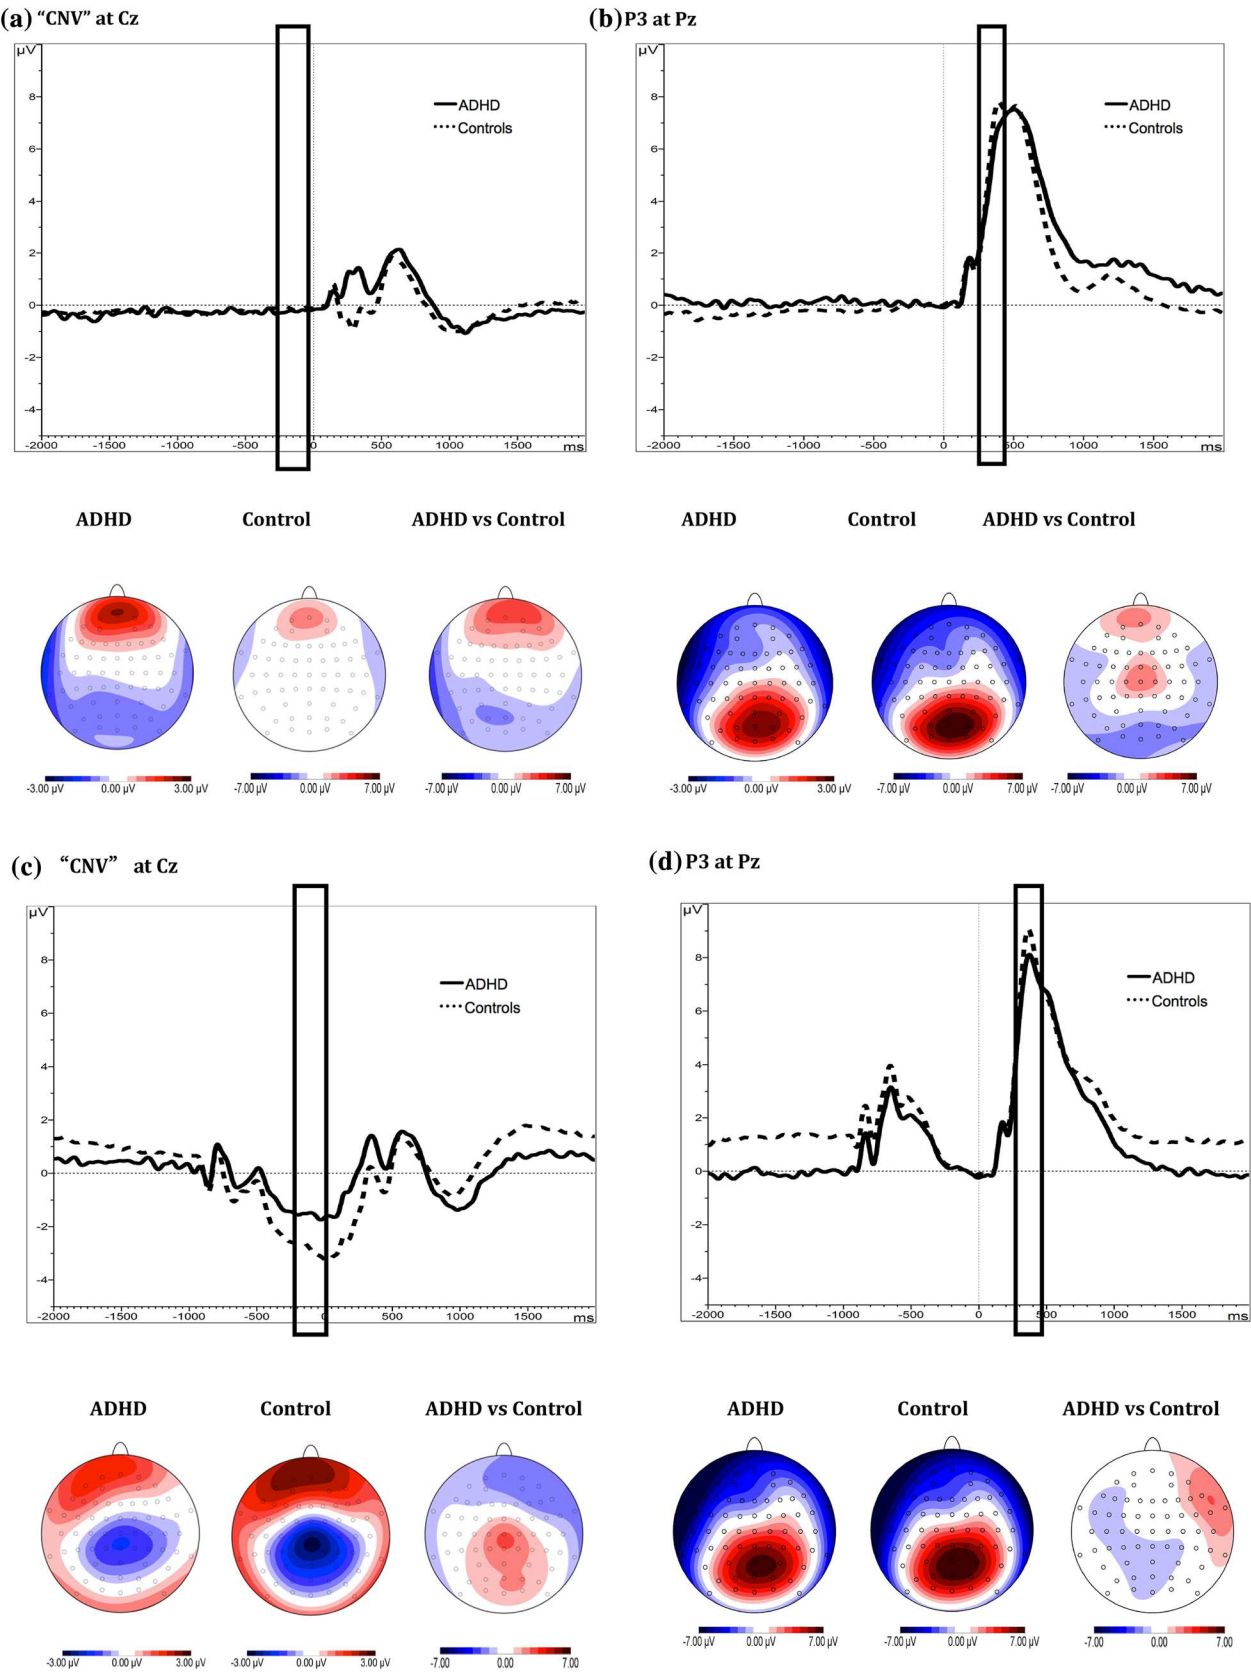 (a) “CNV” at Cz
µV
8
6
4
2
0
-2
-4
-2000 -1500 -1000 -500 0 500 1000 1500 ms
ADHD
Controls
(b) P3 at Pz
µV
8
6
4
2
0
-2
-4
-2000 -1500 -1000 -500 0 500 1000 1500 ms
ADHD
Controls
ADHD Control ADHD vs Control
-3.00 µV 0.00 µV 3.00 µV -7.00 µV 0.00 µV 7.00 µV -7.00 µV 0.00 µV 7.00 µV
ADHD Control ADHD vs Control
-3.00 µV 0.00 µV 3.00 µV -7.00 µV 0.00 µV 7.00 µV -7.00 µV 0.00 µV 7.00 µV
(c) “CNV” at Cz
µV
8
6
4
2
0
-2
-4
-2000 -1500 -1000 -500 0 500 1000 1500 ms
ADHD
Controls
(d) P3 at Pz
µV
8
6
4
2
0
-2
-4
-2000 -1500 -1000 -500 0 500 1000 1500 ms
ADHD
Controls
ADHD Control ADHD vs Control
-3.00 µV 0.00 µV 3.00 µV -3.00 µV 0.00 µV 3.00 µV -7.00 0.00 7.00
ADHD Control ADHD vs Control
-7.00 µV 0.00 µV 7.00 µV -7.00 µV 0.00 µV 7.00 µV -7.00 0.00 7.00